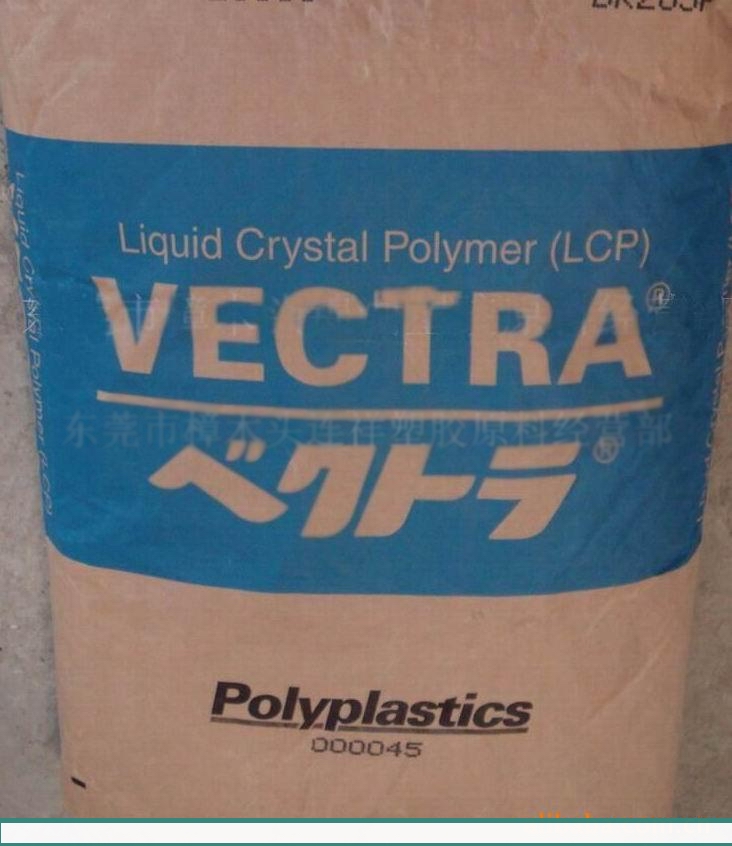 Liquid Crystal Polymer (LCP)
VECTRA®
东莞市樟木头连祥塑胶原料经营部
ベクトラ®
Polyplastics
000045